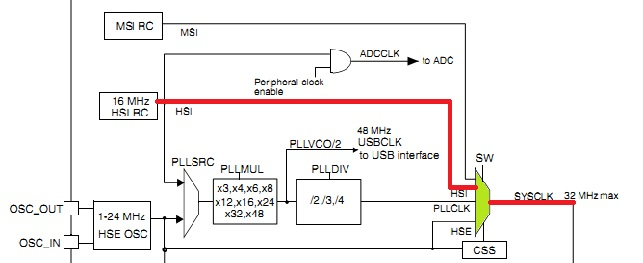 MSI RC
MSI
ADCCLK
to ADC
Peripheral clock
enable
16 MHz
HSI RC
HSI
PLLVCO/2
48 MHz
USBCLK
to USB interface
PLLSRC
PLLMUL
PLLDIV
SW
x3,x4,x6,x8
x12,x16,x24
x32,x48
/2,/3,/4
HSI
SYSCLK
32 MHz max
PLLCLK
OSC_OUT
1-24 MHz
HSE OSC
HSE
OSC_IN
CSS